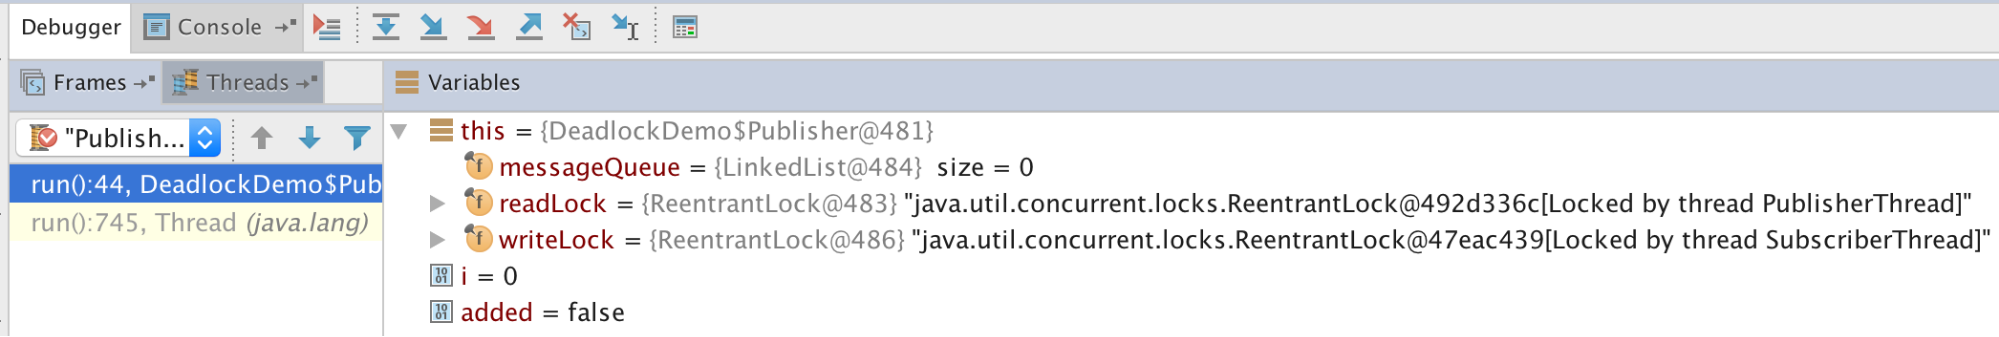 Debugger Console
Frames Threads Variables
"Publish...
run():44, DeadlockDemo$Pub
run():745, Thread (java.lang)
this = {DeadlockDemo$Publisher@481}
messageQueue = {LinkedList@484} size = 0
readLock = {ReentrantLock@483} "java.util.concurrent.locks.ReentrantLock@492d336c[Locked by thread PublisherThread]"
writeLock = {ReentrantLock@486} "java.util.concurrent.locks.ReentrantLock@47eac439[Locked by thread SubscriberThread]"
i = 0
added = false